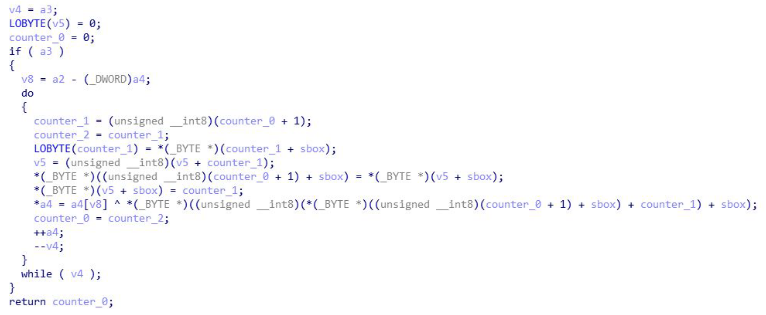 v4 = a3;
LOBYTE(v5) = 0;
counter_0 = 0;
if ( a3 )
{
  v8 = a2 - (_DWORD)a4;
  do
  {
    counter_1 = (unsigned __int8)(counter_0 + 1);
    counter_2 = counter_1;
    LOBYTE(counter_1) = *(_BYTE *)(counter_1 + sbox);
    v5 = (unsigned __int8)(v5 + counter_1);
    *(_BYTE *)((unsigned __int8)(counter_0 + 1) + sbox) = *(_BYTE *)(v5 + sbox);
    *(_BYTE *)(v5 + sbox) = counter_1;
    *a4 = a4[v8] ^ *(_BYTE *)((unsigned __int8)(*(_BYTE *)((unsigned __int8)(counter_0 + 1) + sbox) + counter_1) + sbox);
    counter_0 = counter_2;
    ++a4;
    --v4;
  }
  while ( v4 );
}
return counter_0;